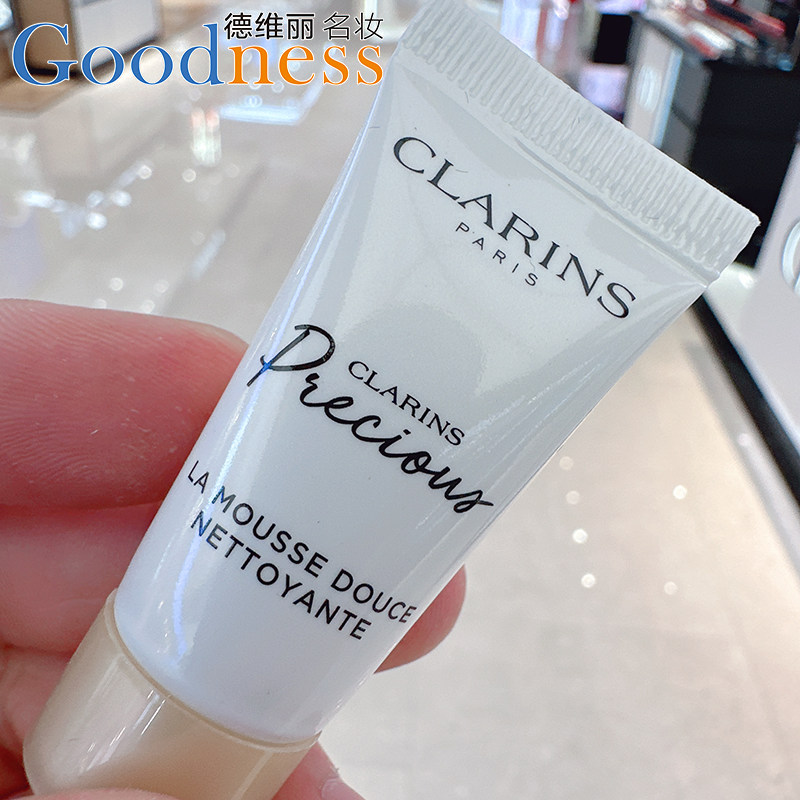 德维丽名妆
Goodness
CLARINS
PARIS
CLARINS
Precious
LA MOUSSE DOUCE
NETTOYANTE